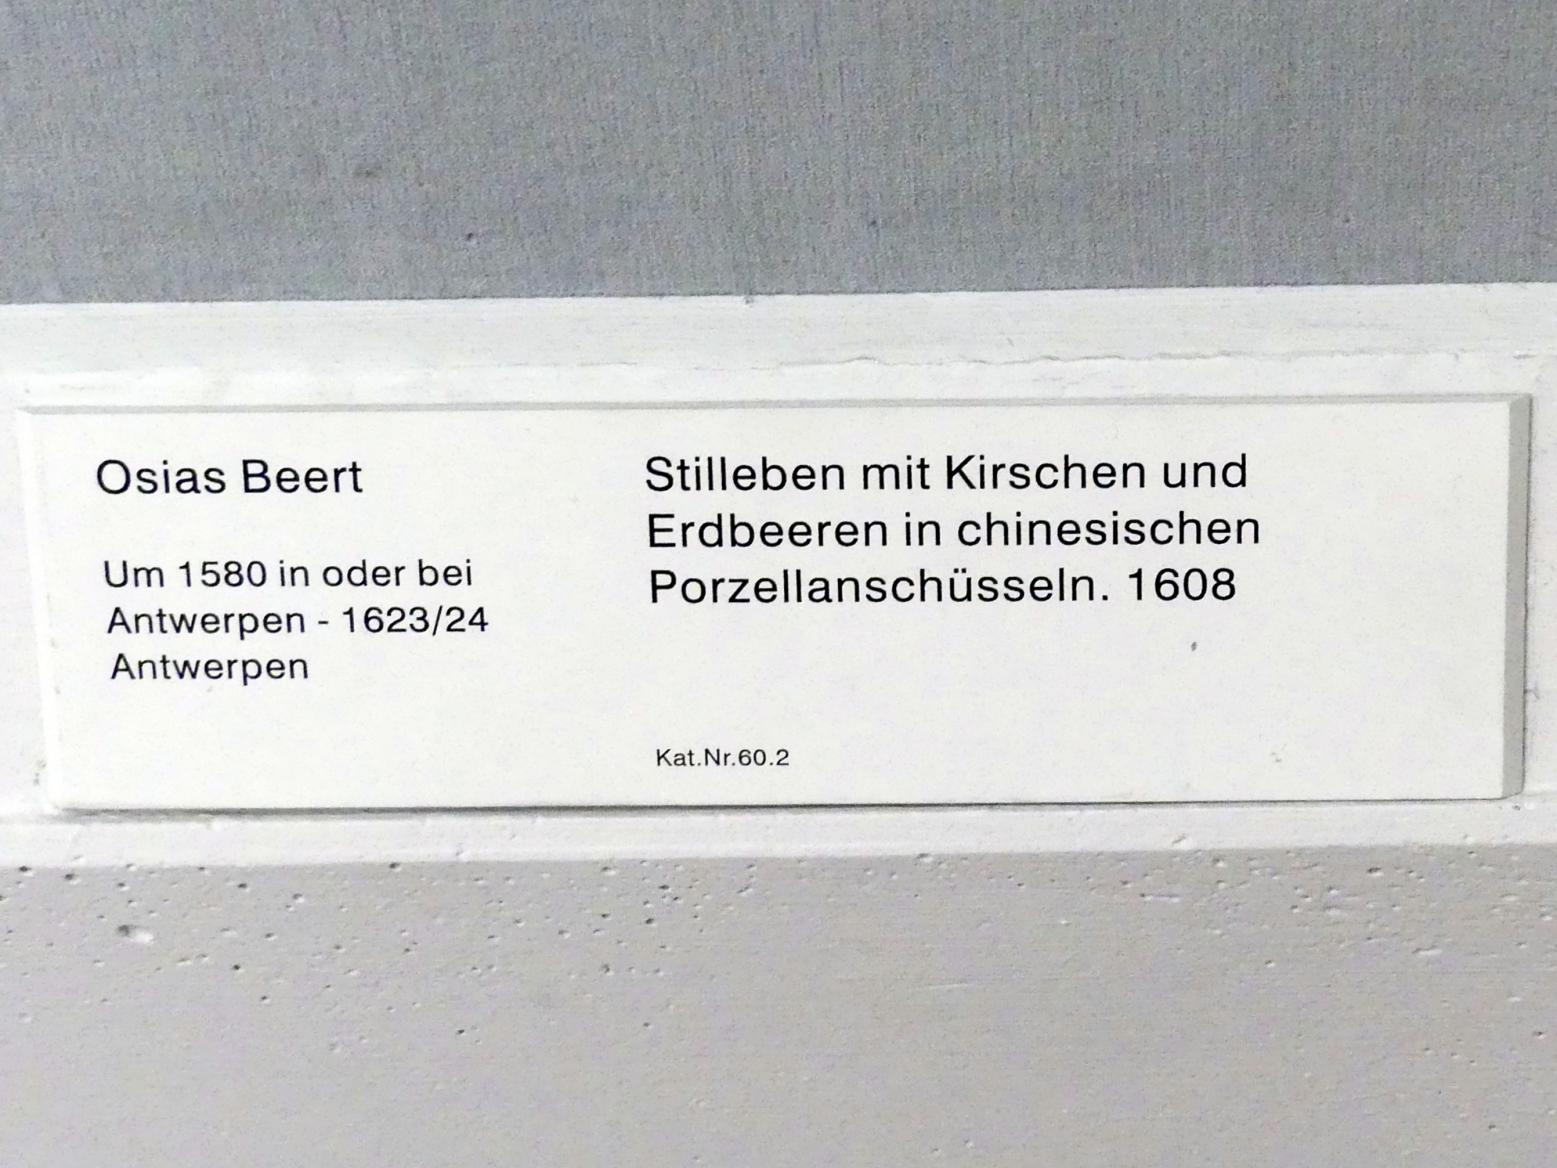 Osias Beert
Um 1580 in oder bei
Antwerpen - 1623/24
Antwerpen
Stilleben mit Kirschen und
Erdbeeren in chinesischen
Porzellanschüsseln. 1608
Kat.Nr.60.2